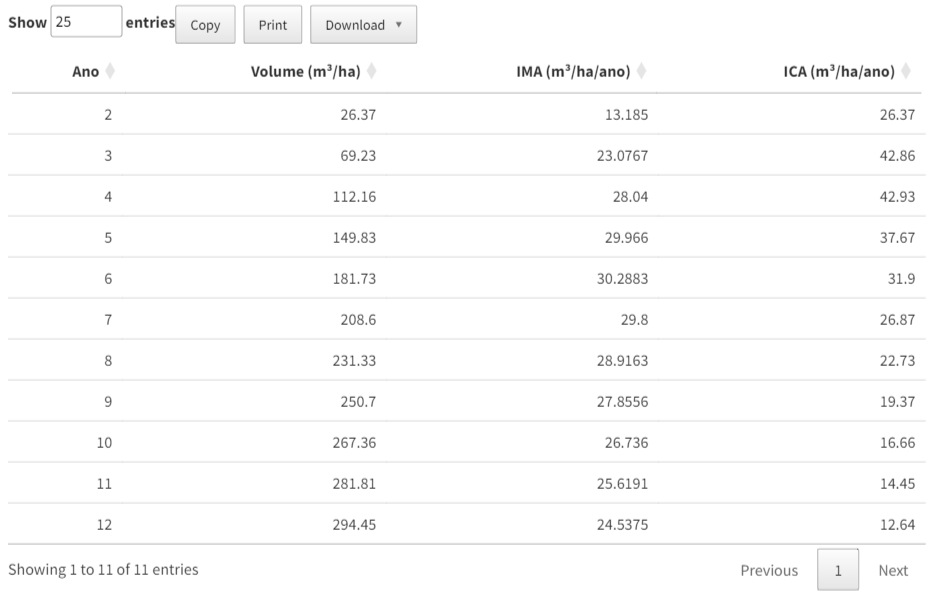 Show 25 entries Copy Print Download ▼
Ano Volume (m³/ha) IMA (m³/ha/ano) ICA (m³/ha/ano)
2 26.37 13.185 26.37
3 69.23 23.0767 42.86
4 112.16 28.04 42.93
5 149.83 29.966 37.67
6 181.73 30.2883 31.9
7 208.6 29.8 26.87
8 231.33 28.9163 22.73
9 250.7 27.8556 19.37
10 267.36 26.736 16.66
11 281.81 25.6191 14.45
12 294.45 24.5375 12.64
Showing 1 to 11 of 11 entries Previous 1 Next